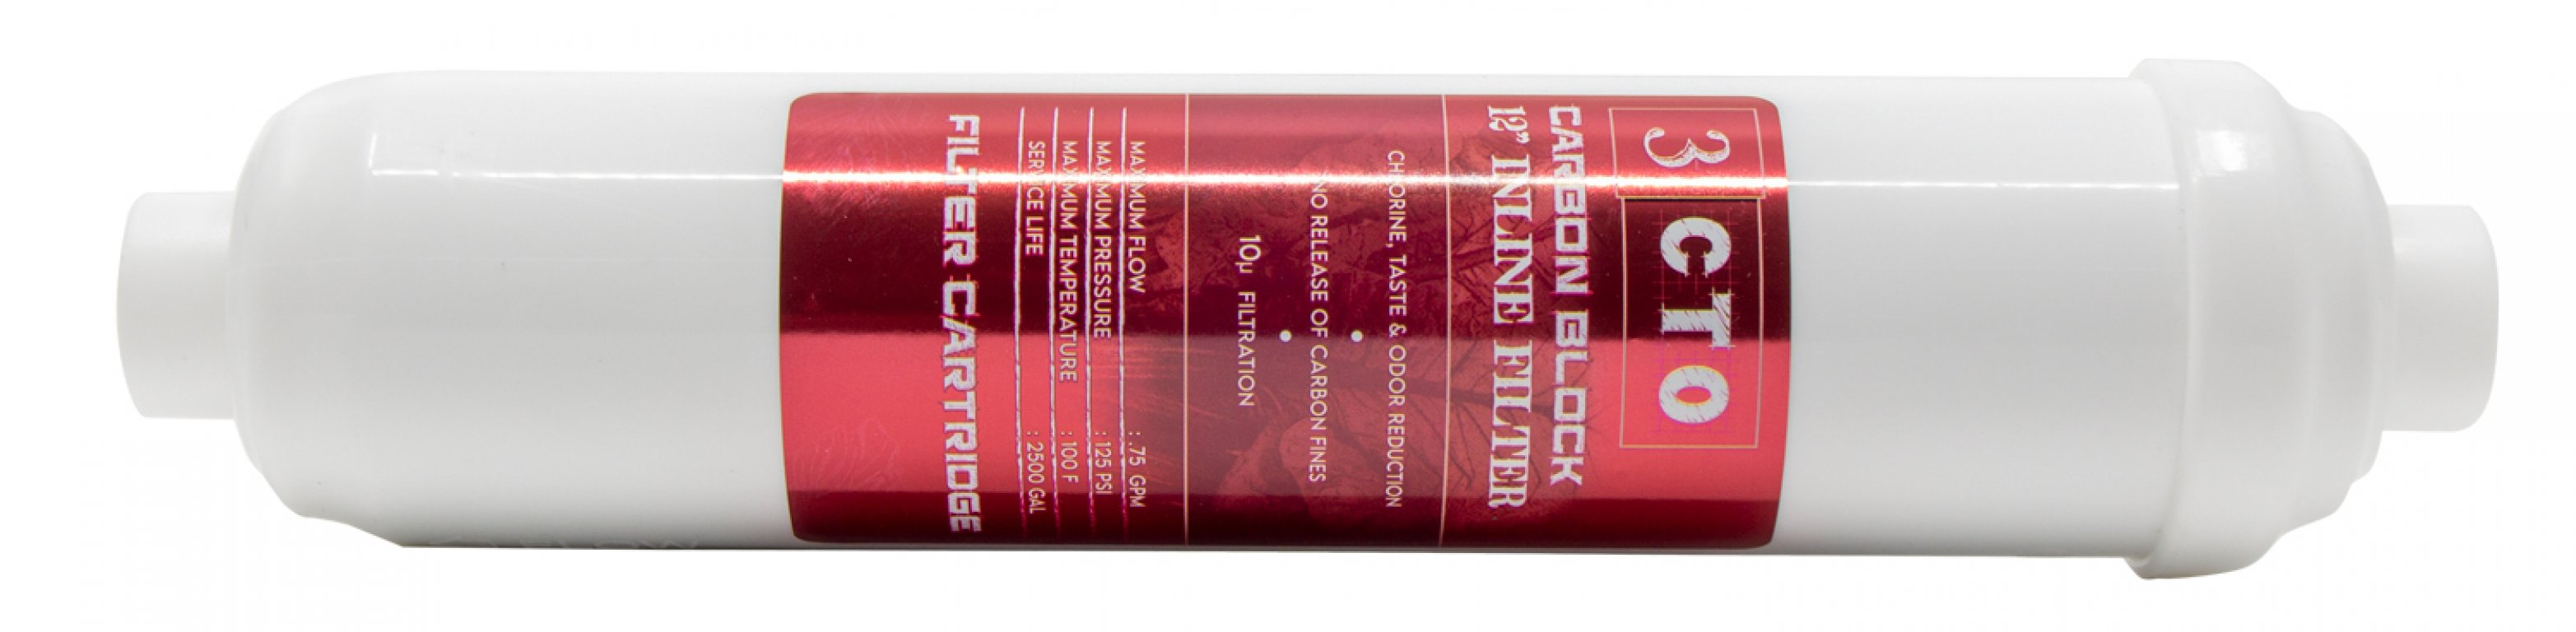 3 CTO
CARBON BLOCK
12" INLINE FILTER
CHLORINE, TASTE & ODOR REDUCTION
•
NO RELEASE OF CARBON FINES
•
10µ FILTRATION
MAXIMUM FLOW : .75 GPM
MAXIMUM PRESSURE : 125 PSI
MAXIMUM TEMPERATURE : 100 F
SERVICE LIFE : 2500 GAL
FILTER CARTRIDGE